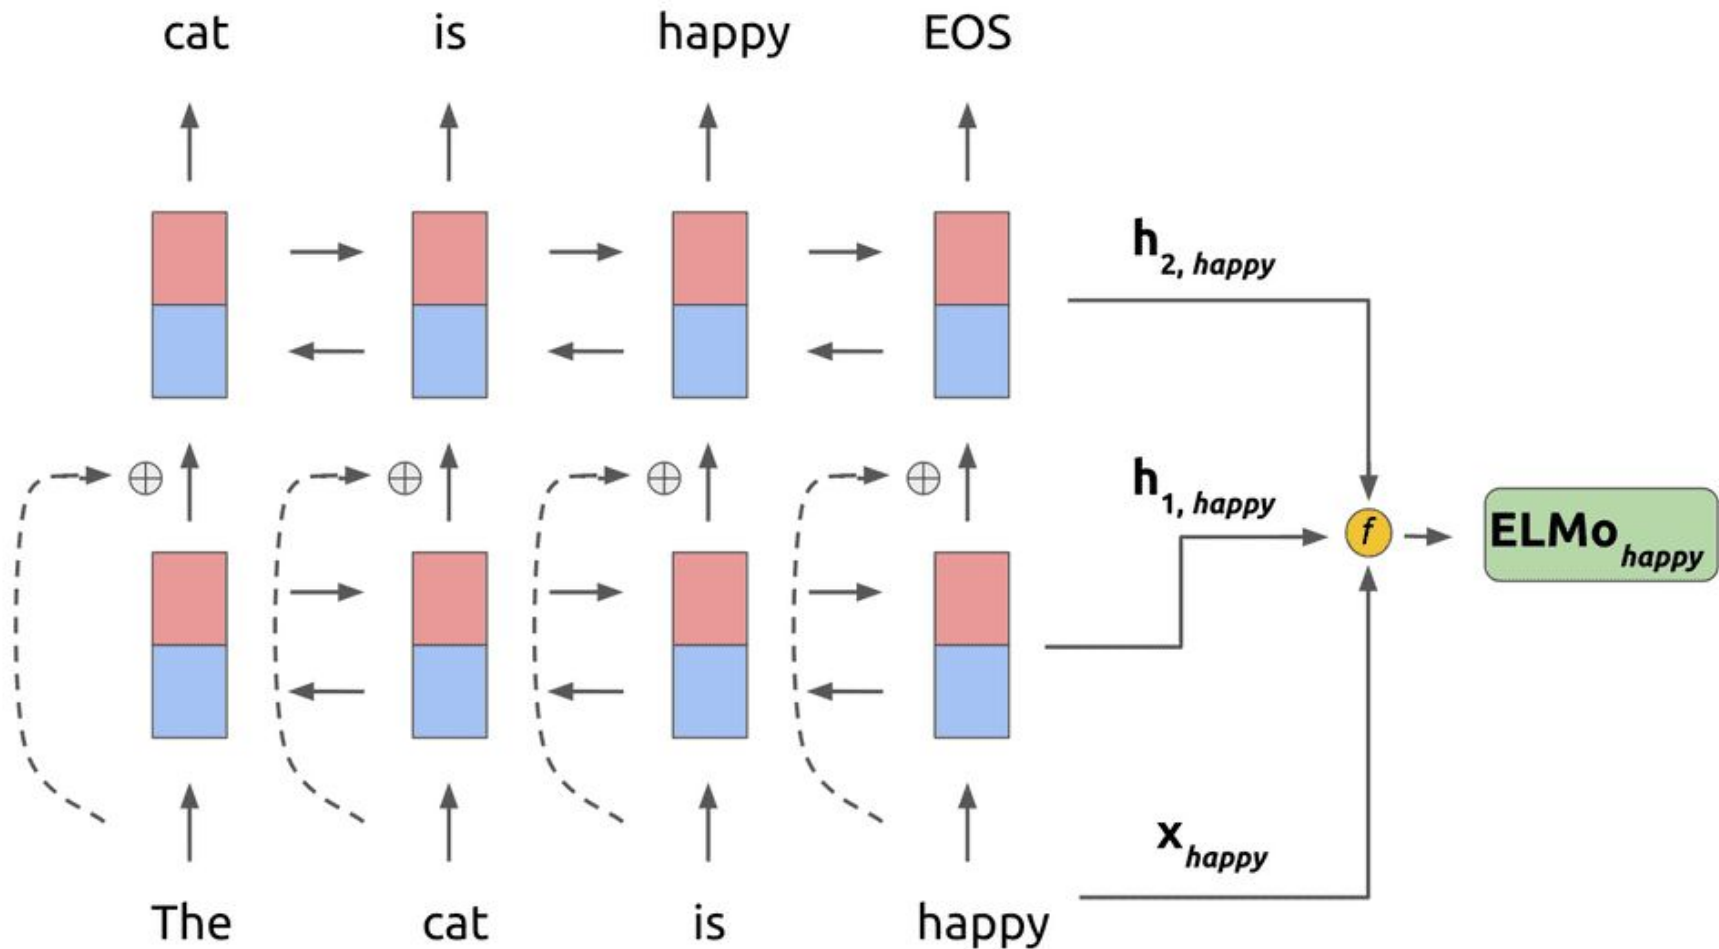 cat is happy EOS
h2, happy
h1, happy
f
ELMohappy
xhappy
The cat is happy